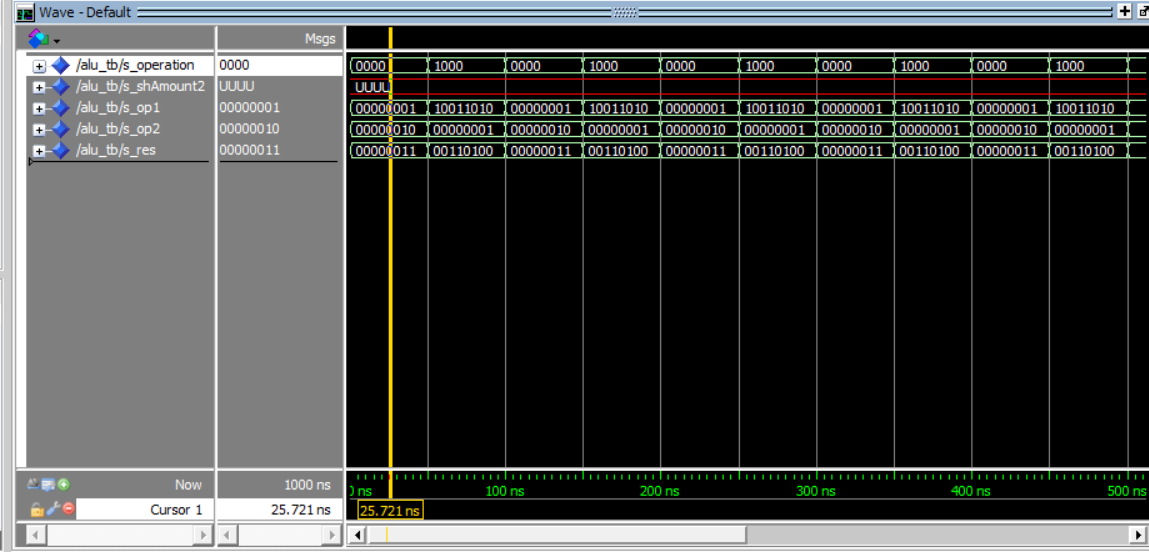 Wave - Default
Msgs
/alu_tb/s_operation 0000 0000 1000 0000 1000 0000 1000 0000 1000 0000 1000
/alu_tb/s_shAmount2 UUUU UUUU
/alu_tb/s_op1 00000001 00000001 10011010 00000001 10011010 00000001 10011010 00000001 10011010 00000001 10011010
/alu_tb/s_op2 00000010 00000010 00000001 00000010 00000001 00000010 00000001 00000010 00000001 00000010 00000001
/alu_tb/s_res 00000011 00000011 00110100 00000011 00110100 00000011 00110100 00000011 00110100 00000011 00110100
Now 1000 ns ns 100 ns 200 ns 300 ns 400 ns 500 ns
Cursor 1 25.721 ns 25.721 ns